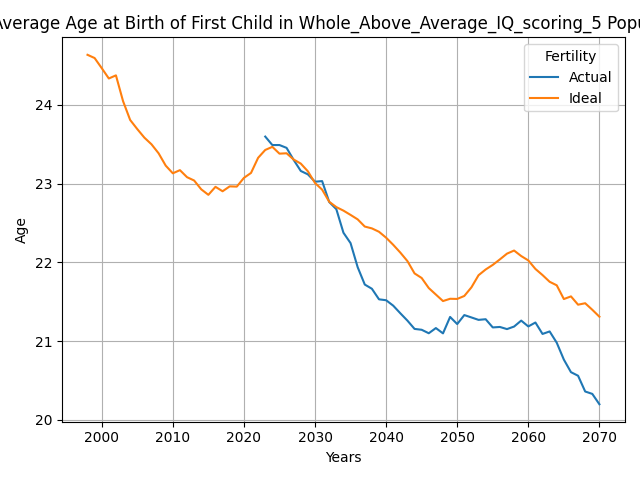 Average Age at Birth of First Child in Whole_Above_Average_IQ_scoring_5
Fertility
Actual
Ideal
24
23
22
21
20
Age
2000 2010 2020 2030 2040 2050 2060 2070
Years